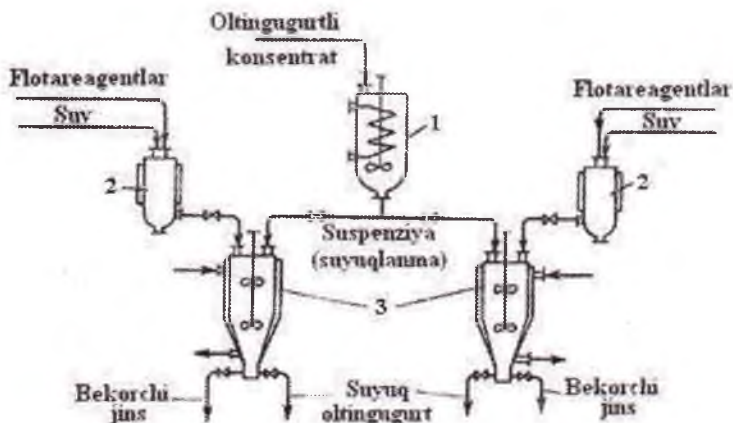 Oltingugurtli
konsentrat
Flotareagentlar
Suv
Flotareagentlar
Suv
1
2
2
Suspenziya
(suyuqlanma)
3
Bekorchi
jins
Suyuq
oltingugurt
Bekorchi
jins